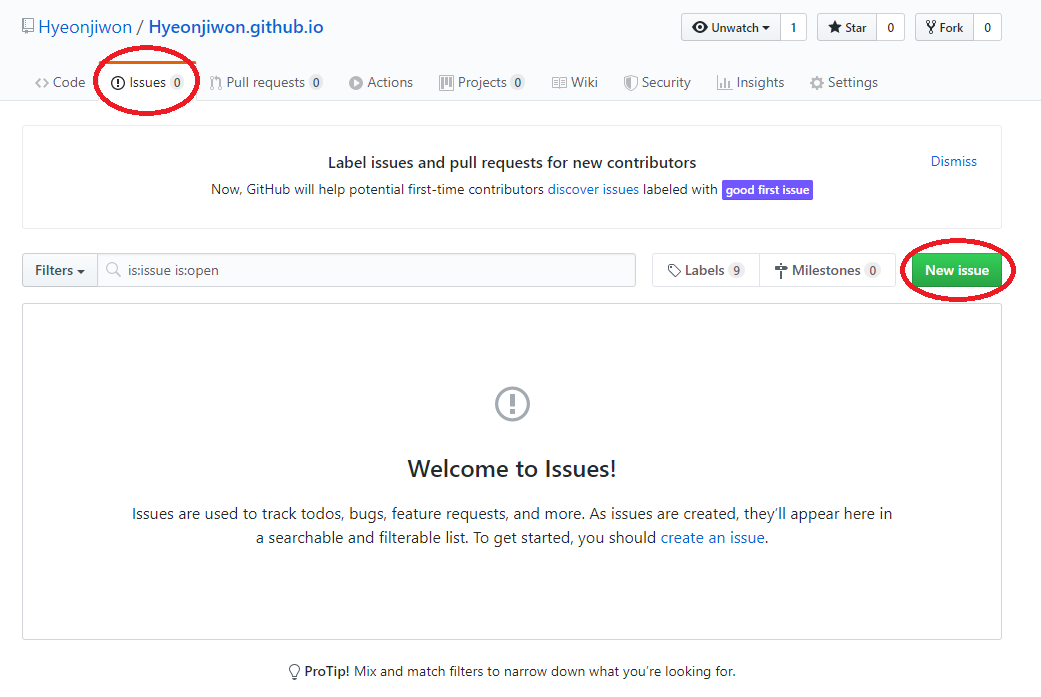 Hyeonjiwon / Hyeonjiwon.github.io
Unwatch 1 Star 0 Fork 0
Code Issues 0 Pull requests 0 Actions Projects 0 Wiki Security Insights Settings
Label issues and pull requests for new contributors
Dismiss
Now, GitHub will help potential first-time contributors discover issues labeled with good first issue
Filters is:issue is:open Labels 9 Milestones 0 New issue
Welcome to Issues!
Issues are used to track todos, bugs, feature requests, and more. As issues are created, they’ll appear here in
a searchable and filterable list. To get started, you should create an issue.
ProTip! Mix and match filters to narrow down what you’re looking for.